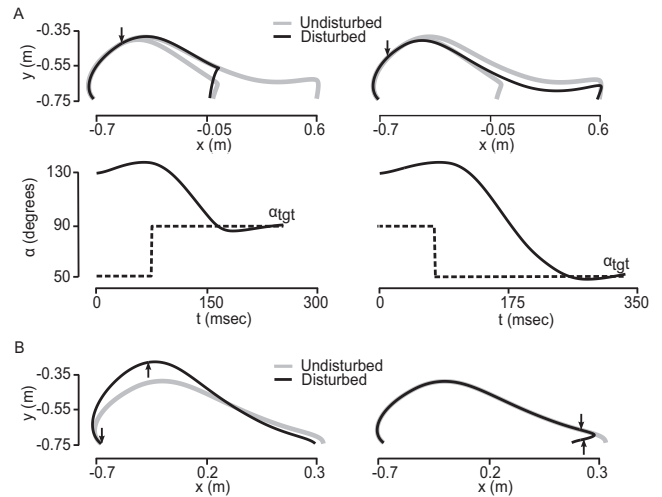 A
Undisturbed
Disturbed
-0.35
-0.55
-0.75
y (m)
-0.7
-0.05
0.6
x (m)
-0.7
-0.05
0.6
x (m)
130
90
50
α (degrees)
αtgt
αtgt
0
150
300
t (msec)
0
175
350
t (msec)
B
Undisturbed
Disturbed
-0.35
-0.55
-0.75
y (m)
-0.7
0.2
0.3
x (m)
-0.7
0.2
0.3
x (m)